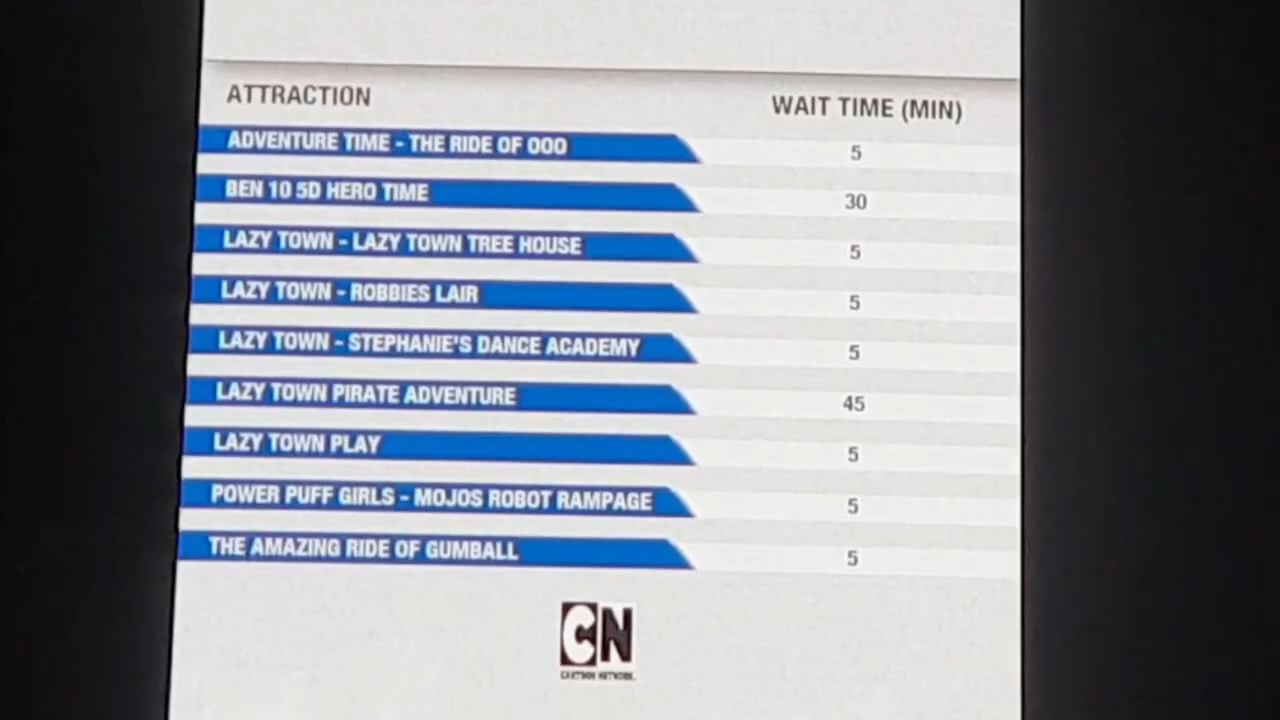 ATTRACTION WAIT TIME (MIN)
ADVENTURE TIME - THE RIDE OF OOO 5
BEN 10 5D HERO TIME 30
LAZY TOWN - LAZY TOWN TREE HOUSE 5
LAZY TOWN - ROBBIES LAIR 5
LAZY TOWN - STEPHANIE'S DANCE ACADEMY 5
LAZY TOWN PIRATE ADVENTURE 45
LAZY TOWN PLAY 5
POWER PUFF GIRLS - MOJOS ROBOT RAMPAGE 5
THE AMAZING RIDE OF GUMBALL 5
CN
CARTOON NETWORK.